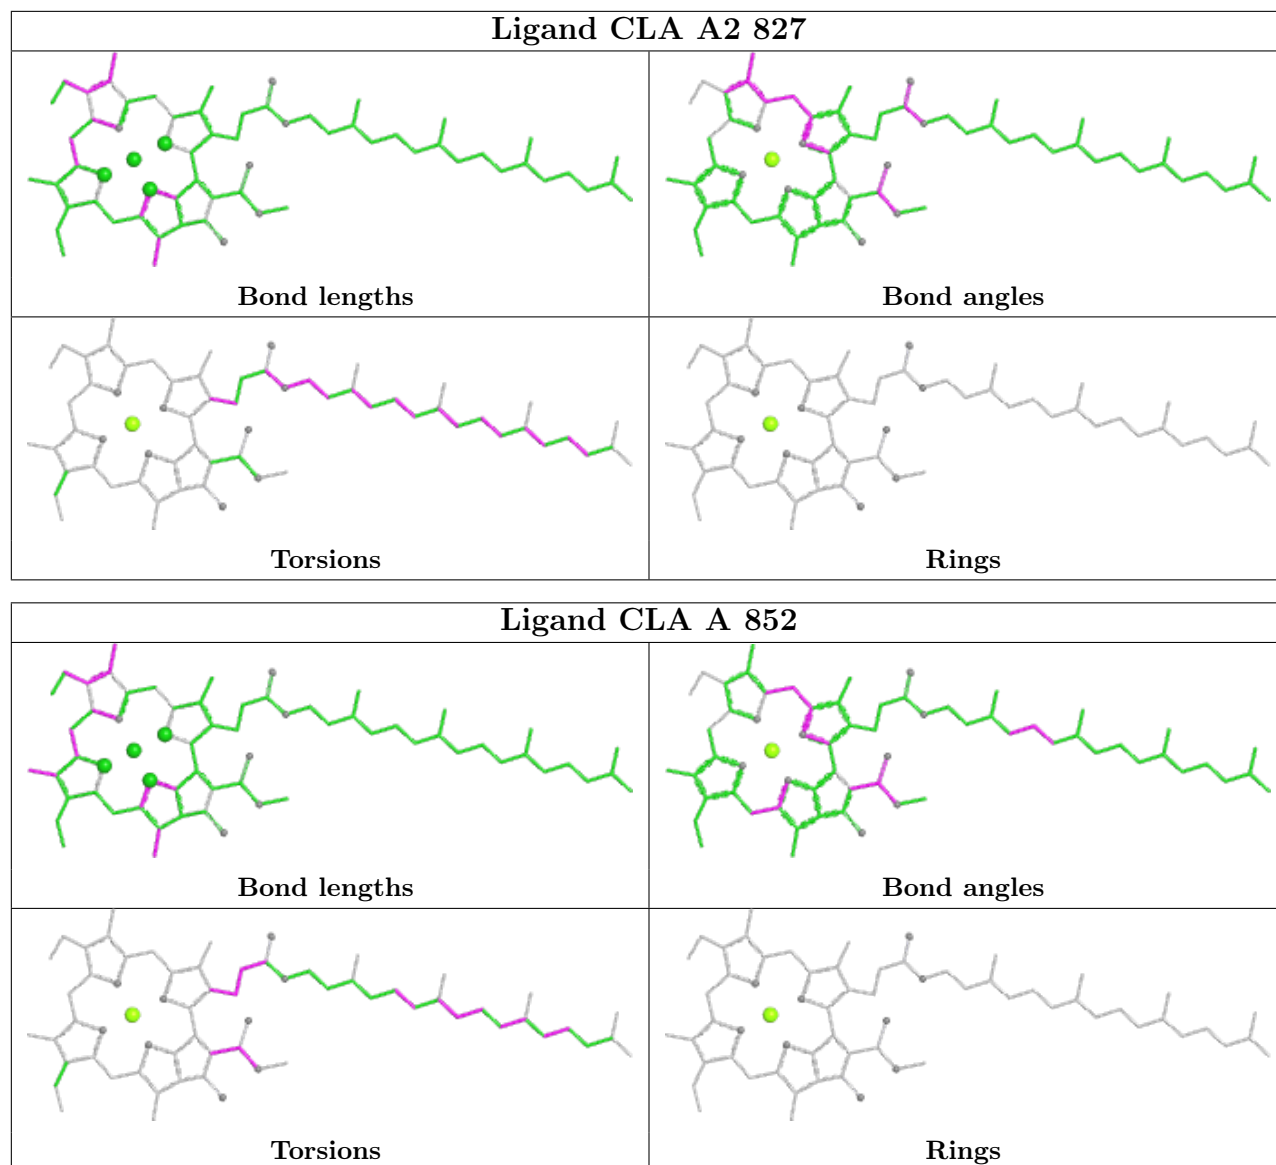 Ligand CLA A2 827
Bond lengths
Bond angles
Torsions
Rings
Ligand CLA A 852
Bond lengths
Bond angles
Torsions
Rings